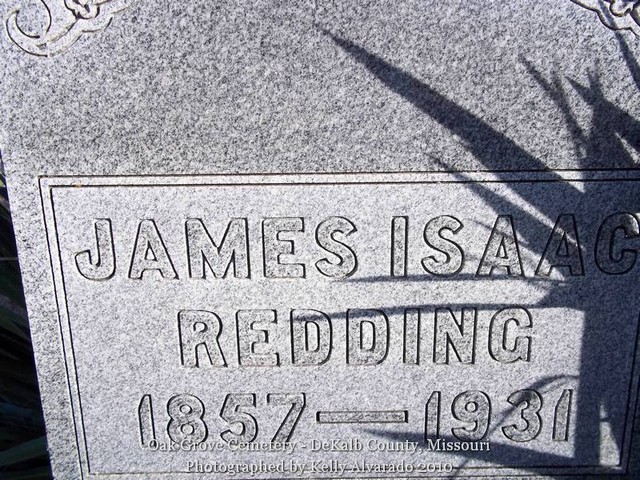 JAMES ISAAC
REDDING
1857—1931
Oak Grove Cemetery - DeKalb County, Missouri
Photographed by Kelly Alvarado 2010